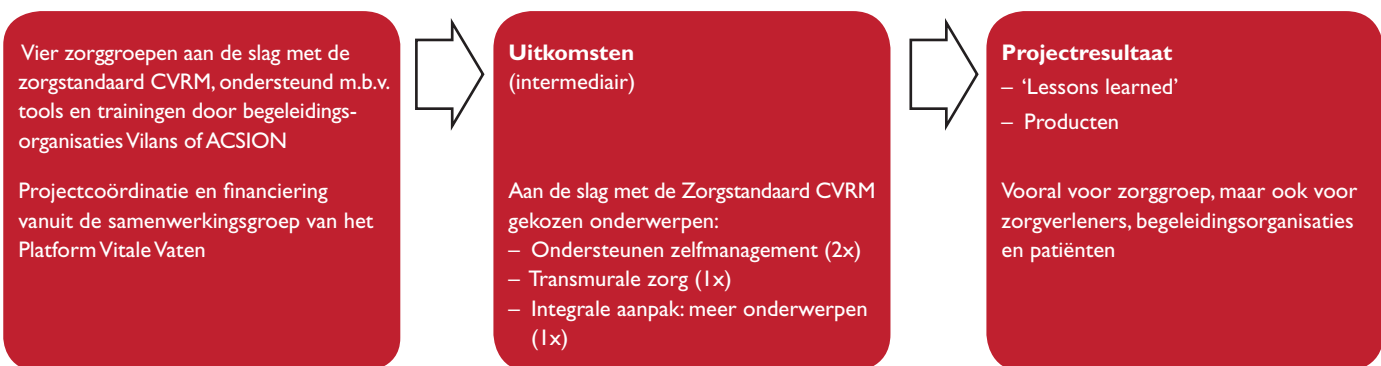 Vier zorggroepen aan de slag met de
zorgstandaard CVRM, ondersteund m.b.v.
tools en trainingen door begeleidings-
organisaties Vilans of ACSION
Projectcoördinatie en financiering
vanuit de samenwerkingsgroep van het
Platform Vitale Vaten
Uitkomsten
(intermediair)
Aan de slag met de Zorgstandaard CVRM
gekozen onderwerpen:
– Ondersteunen zelfmanagement (2x)
– Transmurale zorg (1x)
– Integrale aanpak: meer onderwerpen
(1x)
Projectresultaat
– ‘Lessons learned’
– Producten
Vooral voor zorggroep, maar ook voor
zorgverleners, begeleidingsorganisaties
en patiënten